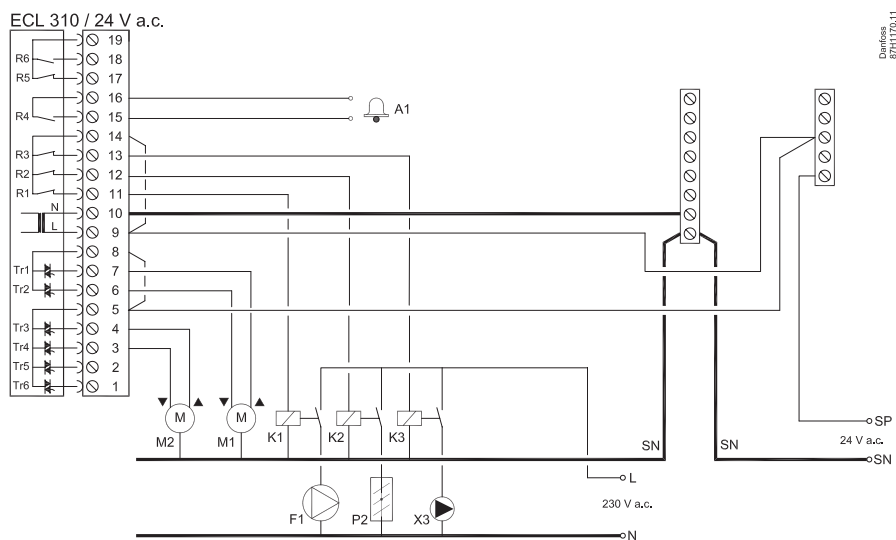 ECL 310 / 24 V a.c.
Danfoss
87H1170.11
19
R6 18
R5 17
16
R4 15 A1
14
R3 13
R2 12
R1 11
N 10
L 9
8
Tr1 7
Tr2 6
5
Tr3 4
Tr4 3
Tr5 2
Tr6 1
M M
M2 M1 K1 K2 K3
SP
SN SN 24 V a.c.
SN
L
230 V a.c.
F1 P2 X3
N